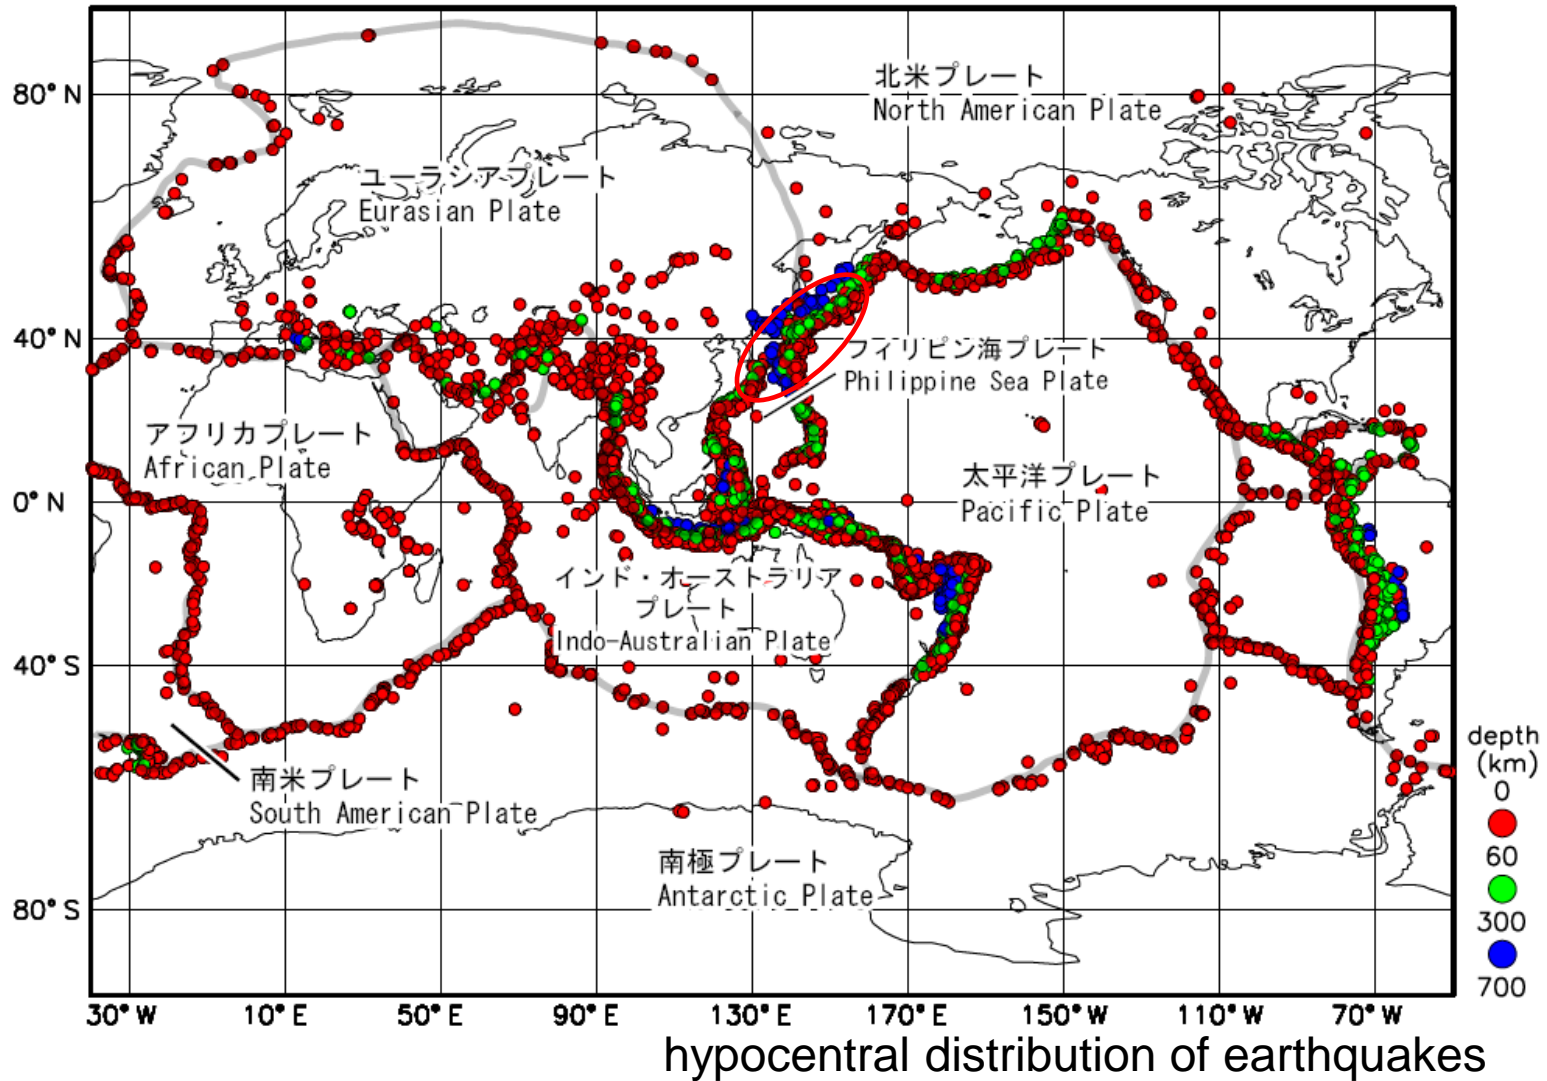 80° N
40° N
0° N
40° S
80° S
北米プレート
North American Plate
ユーラシアプレート
Eurasian Plate
フィリピン海プレート
Philippine Sea Plate
アフリカプレート
African Plate
太平洋プレート
Pacific Plate
インド・オーストラリア
プレート
Indo-Australian Plate
南米プレート
South American Plate
南極プレート
Antarctic Plate
depth
(km)
0
60
300
700
30° W 10° E 50° E 90° E 130° E 170° E 150° W 110° W 70° W
hypocentral distribution of earthquakes